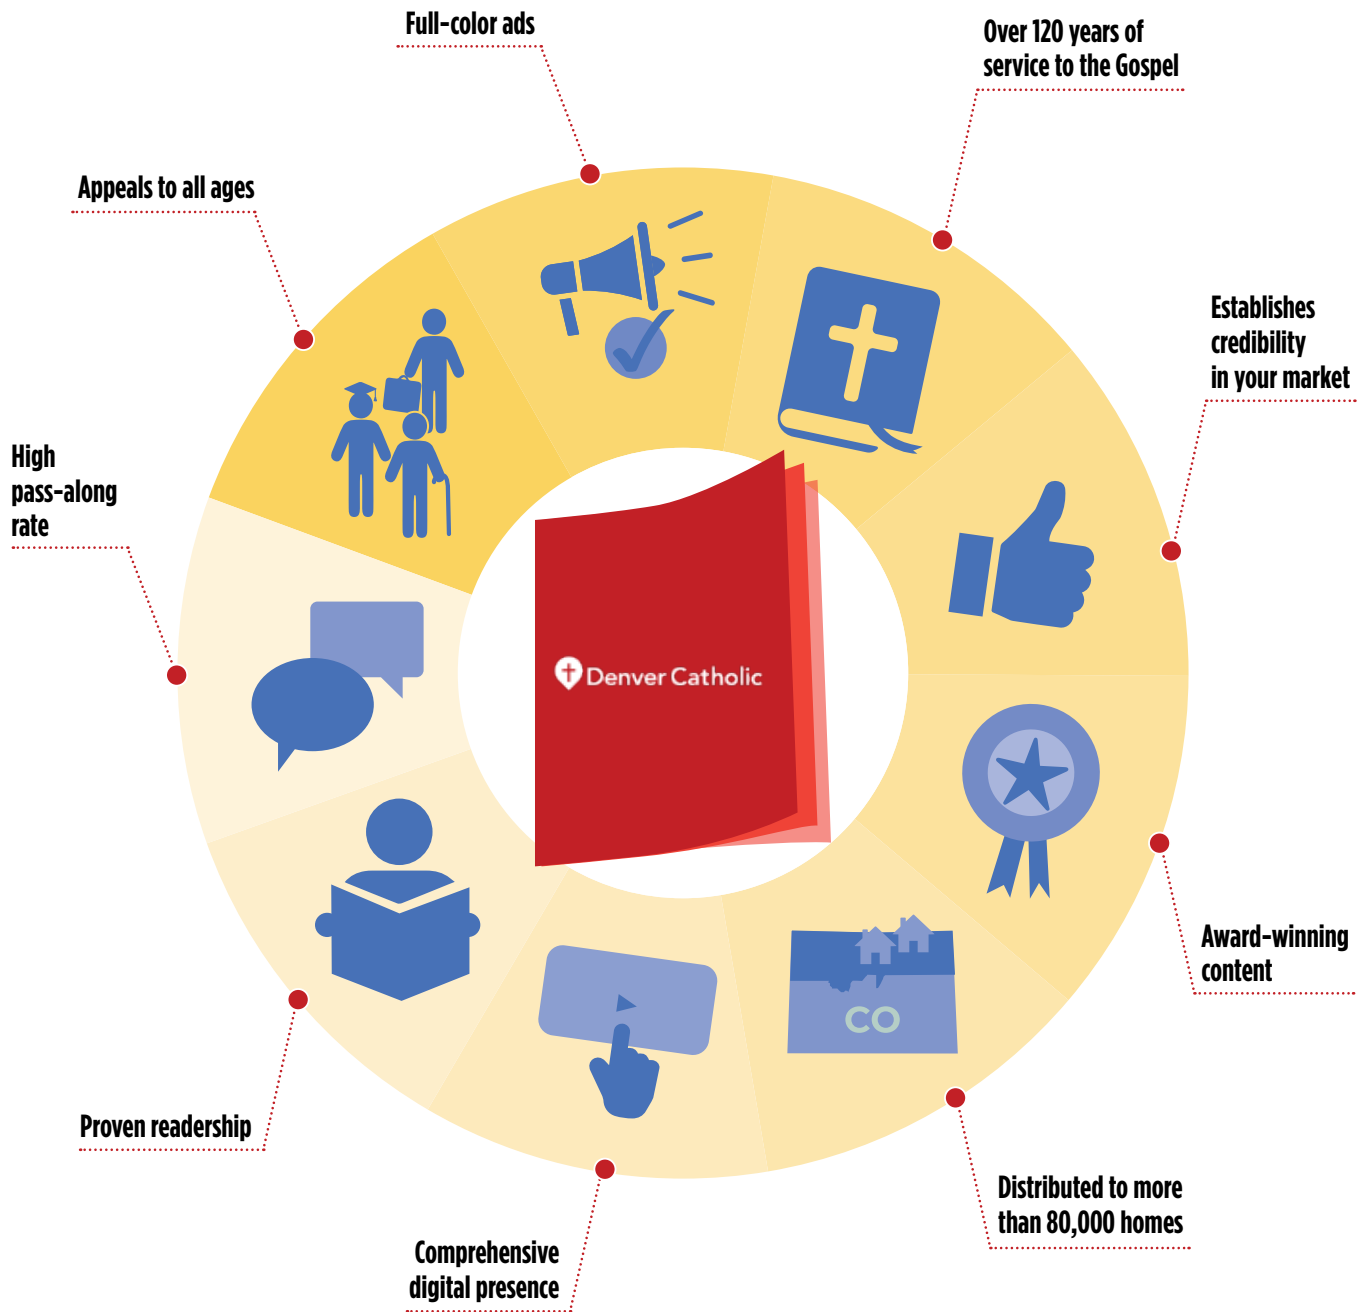 Full-color ads
Over 120 years of
service to the Gospel
Appeals to all ages
Establishes
credibility
in your market
High
pass-along
rate
Denver Catholic
Award-winning
content
CO
Proven readership
Distributed to more
than 80,000 homes
Comprehensive
digital presence